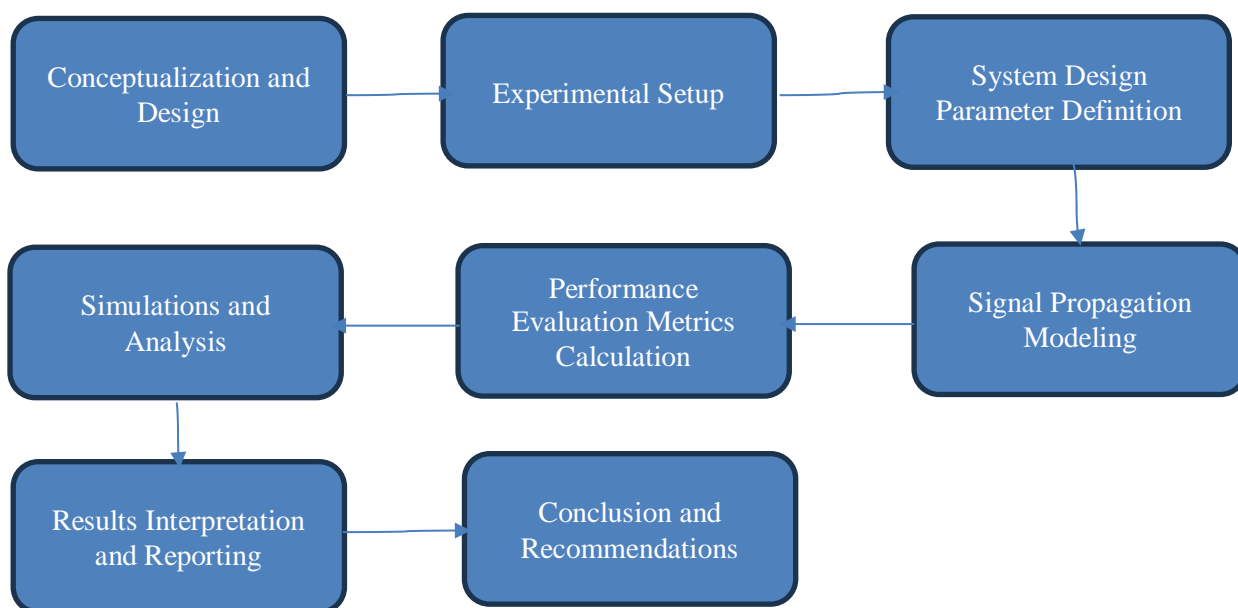 Conceptualization and
Design
Experimental Setup
System Design
Parameter Definition
Signal Propagation
Modeling
Performance
Evaluation Metrics
Calculation
Simulations and
Analysis
Results Interpretation
and Reporting
Conclusion and
Recommendations